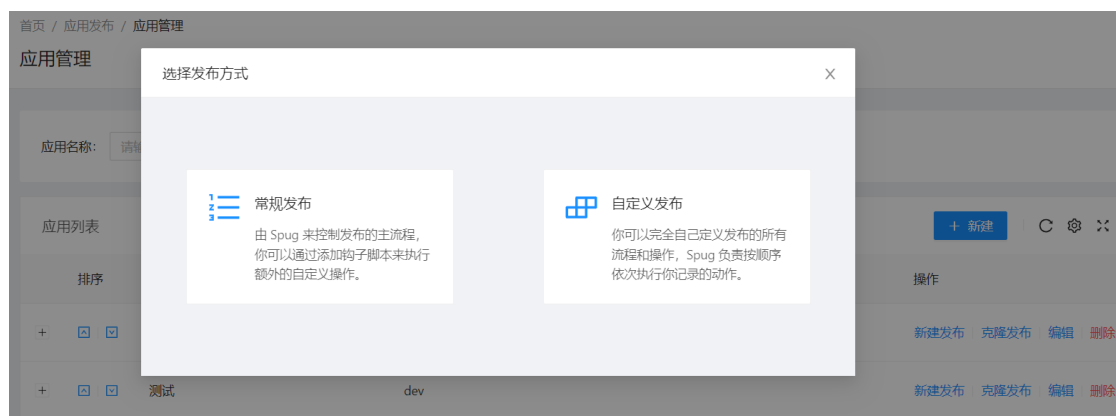 首页 / 应用发布 / 应用管理
应用管理
选择发布方式
应用名称:
常规发布
由 Spug 来控制发布的主流程，
你可以通过添加钩子脚本来执行
额外的自定义操作。
自定义发布
你可以完全自己定义发布的所有
流程和操作，Spug 负责按顺序
依次执行你记录的动作。
应用列表
+ 新建
排序
操作
新建发布 克隆发布 编辑 删除
测试 dev 新建发布 克隆发布 编辑 删除